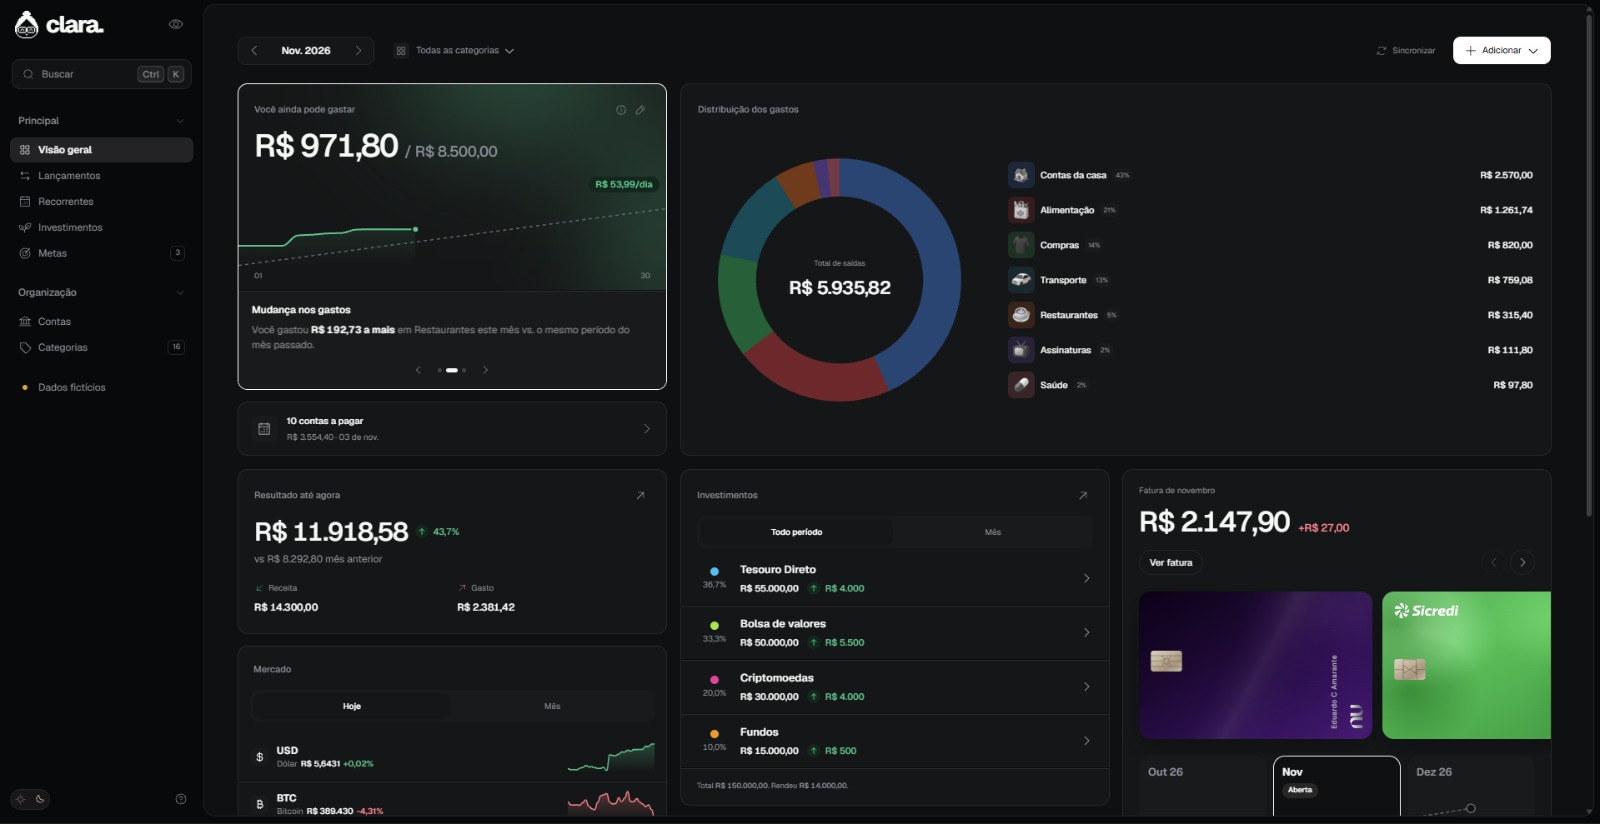 clara.
Buscar
Ctrl K
Principal
Visão geral
Lançamentos
Recorrentes
Investimentos
Metas
3
Organização
Contas
Categorias
16
Dados fictícios
Nov. 2026
Todas as categorias
Sincronizar
Adicionar
Você ainda pode gastar
R$ 971,80 / R$ 8.500,00
R$ 53,99/dia
01
30
Mudança nos gastos
Você gastou R$ 192,73 a mais em Restaurantes este mês vs. o mesmo período do
mês passado.
10 contas a pagar
R$ 3.554,40 · 03 de nov.
Distribuição dos gastos
Total de saídas
R$ 5.935,82
Contas da casa 43% R$ 2.570,00
Alimentação 21% R$ 1.261,74
Compras 14% R$ 820,00
Transporte 13% R$ 759,08
Restaurantes 5% R$ 315,40
Assinaturas 2% R$ 111,80
Saúde 2% R$ 97,80
Resultado até agora
R$ 11.918,58 43,7%
vs R$ 8.292,80 mês anterior
Receita
R$ 14.300,00
Gasto
R$ 2.381,42
Mercado
Hoje
Mês
USD
Dólar R$ 5,6431 +0,02%
BTC
Bitcoin R$ 389.430 -4,31%
Investimentos
Todo período
Mês
Tesouro Direto
36,7%
R$ 55.000,00 R$ 4.000
Bolsa de valores
33,3%
R$ 50.000,00 R$ 5.500
Criptomoedas
20,0%
R$ 30.000,00 R$ 4.000
Fundos
10,0%
R$ 15.000,00 R$ 500
Total R$ 150.000,00. Rendeu R$ 14.000,00.
Fatura de novembro
R$ 2.147,90 +R$ 27,00
Ver fatura
Eduardo C Amarante
nu
Sicredi
Out 26
Nov
Aberta
Dez 26